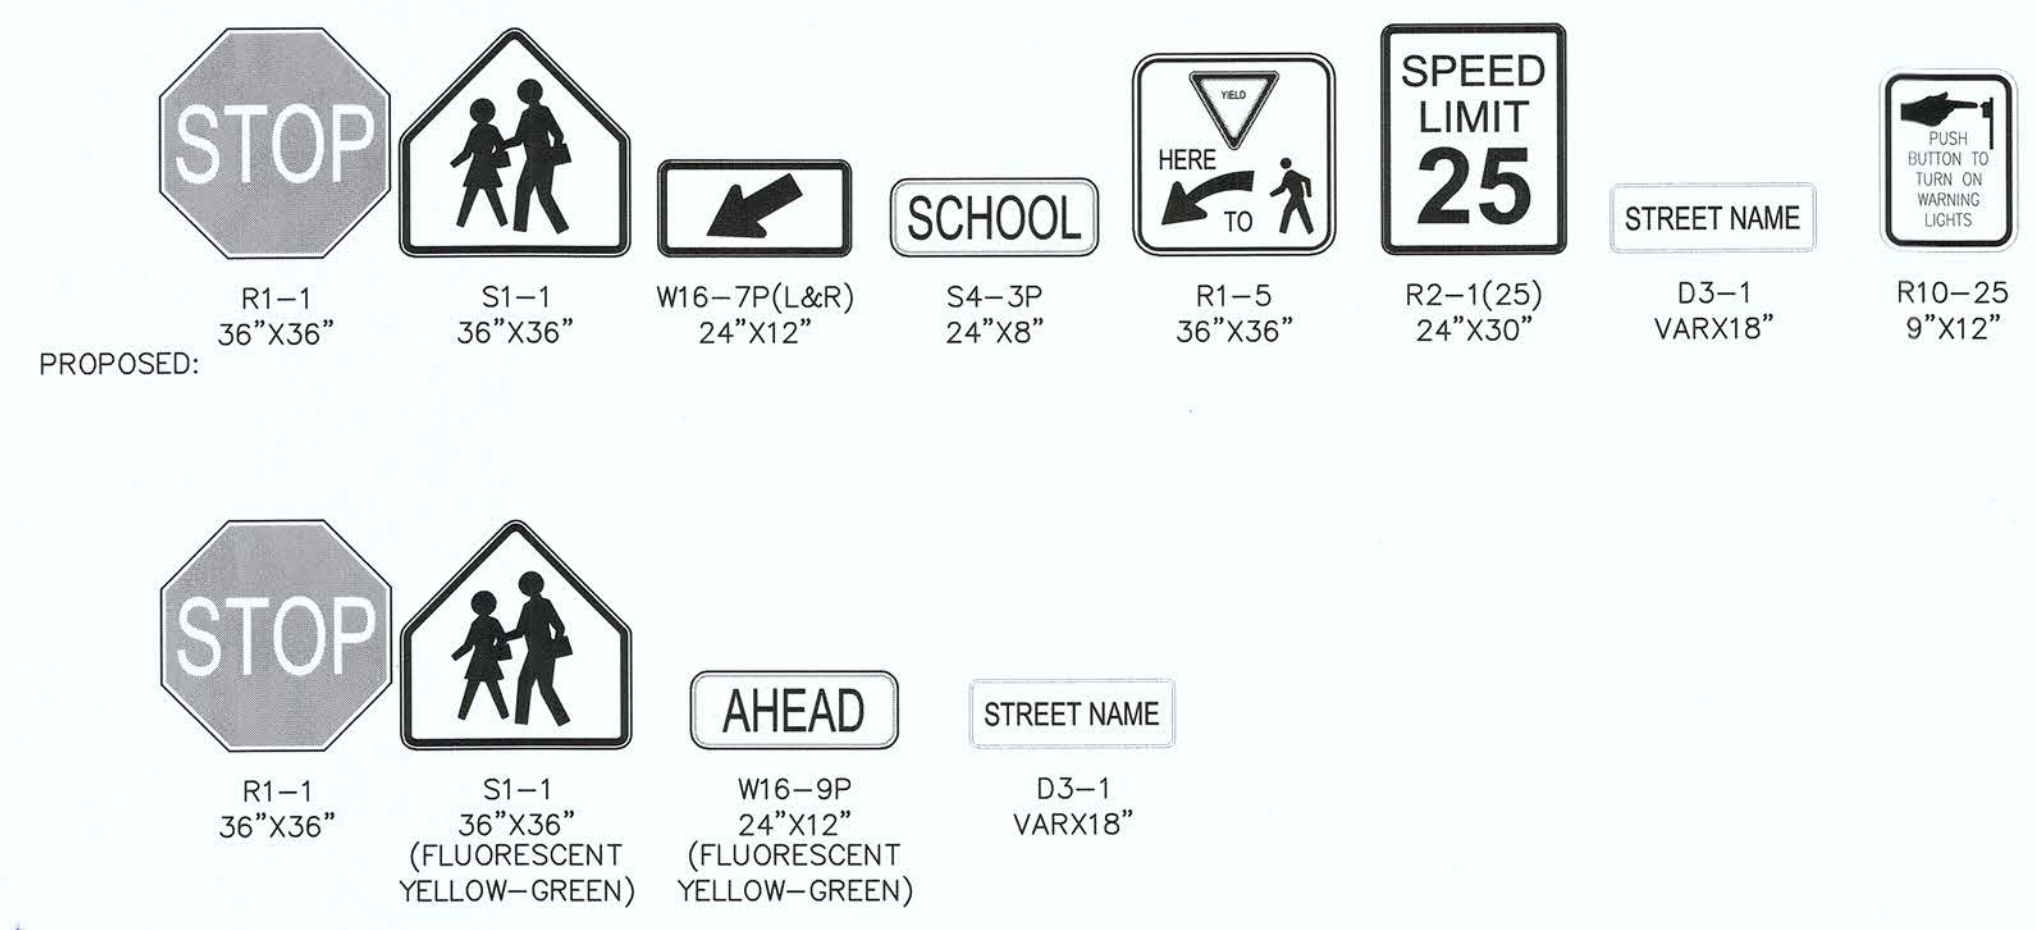 STOP
SCHOOL
YIELD
HERE
TO
SPEED
LIMIT
25
STREET NAME
PUSH
BUTTON TO
TURN ON
WARNING
LIGHTS
R1-1
36"X36"
S1-1
36"X36"
W16-7P(L&R)
24"X12"
S4-3P
24"X8"
R1-5
36"X36"
R2-1(25)
24"X30"
D3-1
VARX18"
R10-25
9"X12"
PROPOSED:
STOP
AHEAD
STREET NAME
R1-1
36"X36"
S1-1
36"X36"
(FLUORESCENT
YELLOW-GREEN)
W16-9P
24"X12"
(FLUORESCENT
YELLOW-GREEN)
D3-1
VARX18"